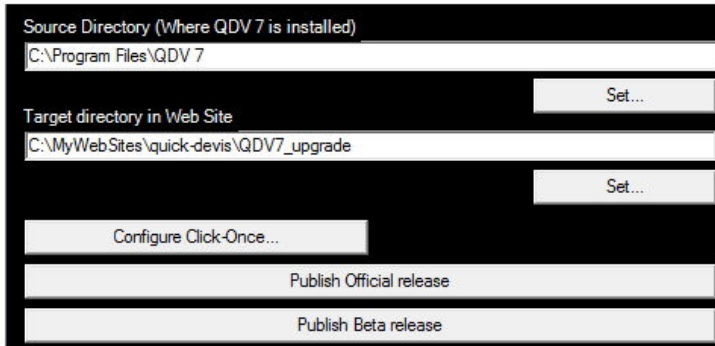 Source Directory (Where QDV 7 is installed)
C:\Program Files\QDV 7
Set...
Target directory in Web Site
C:\MyWebSites\quick-devis\QDV7_upgrade
Set...
Configure Click-Once...
Publish Official release
Publish Beta release